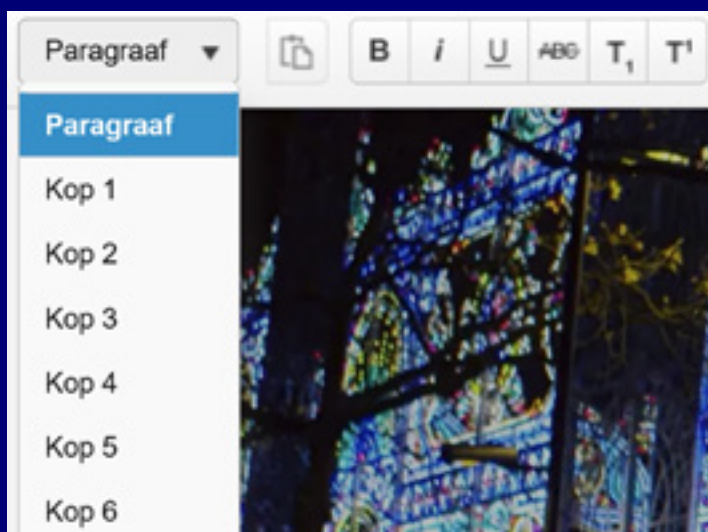 Paragraaf ▼ B i U ABC T₁ T¹
Paragraaf
Kop 1
Kop 2
Kop 3
Kop 4
Kop 5
Kop 6